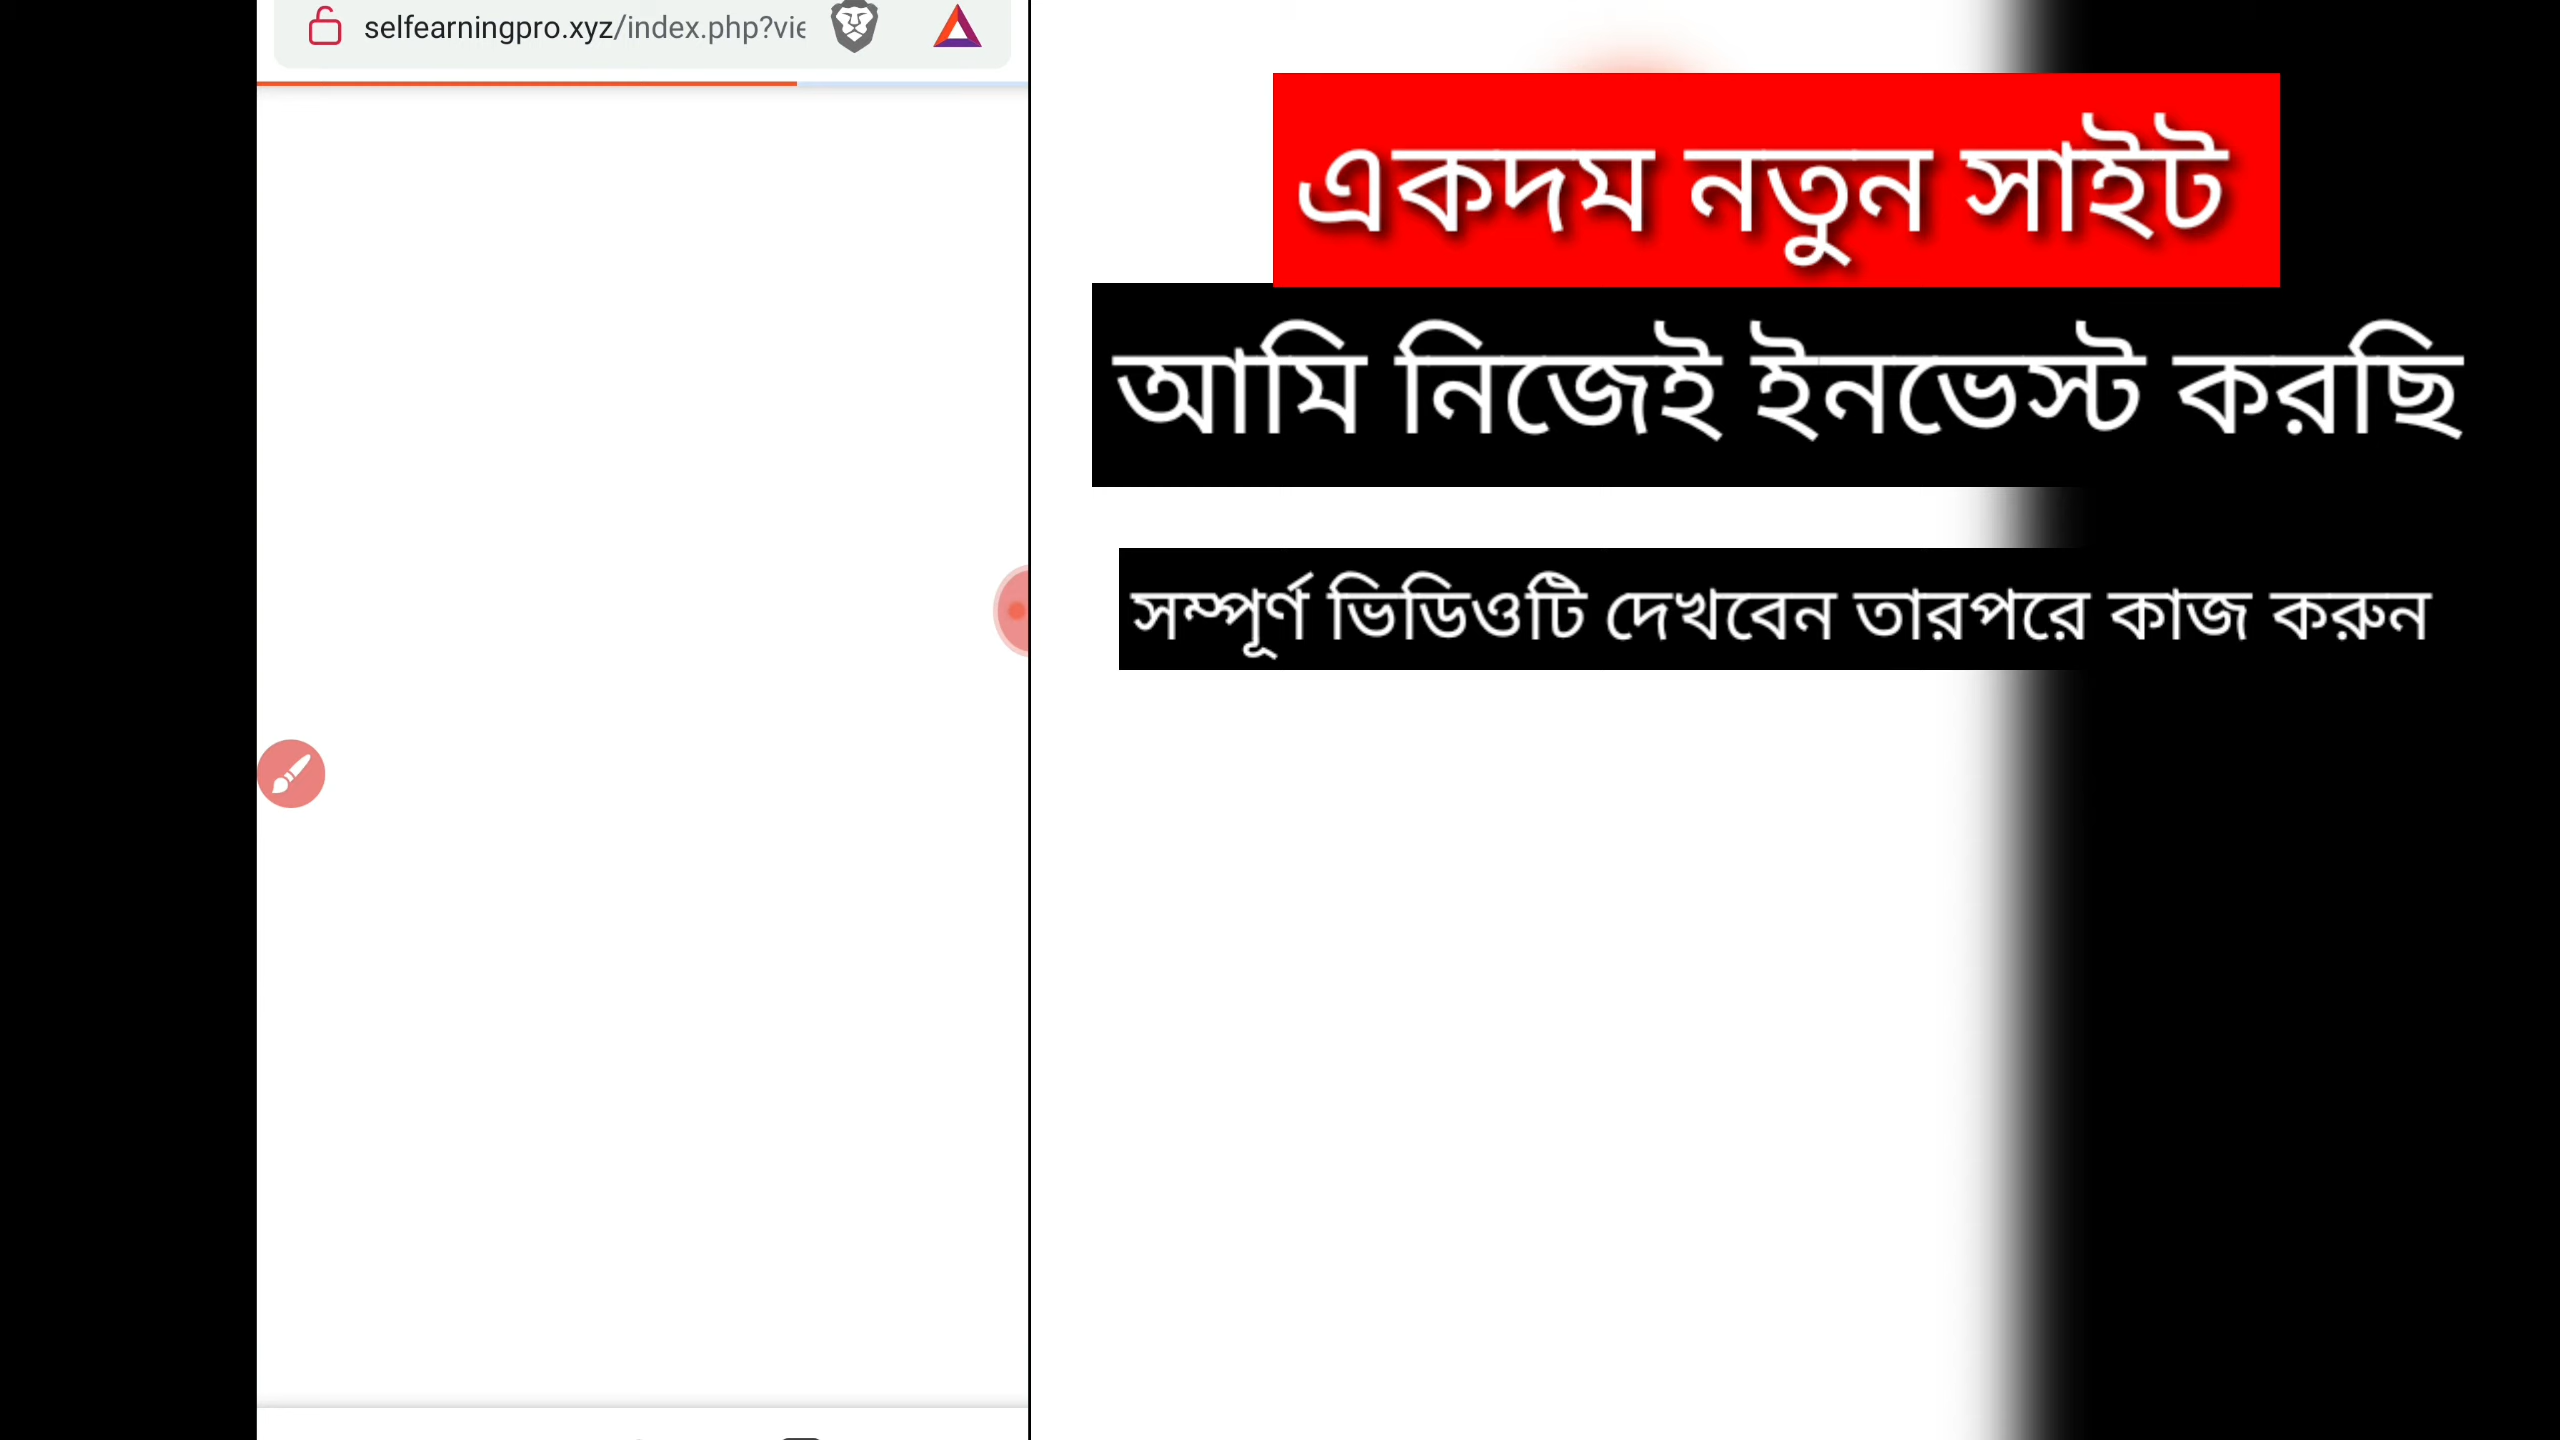 selfearningpro.xyz/index.php?vie
একদম নতুন সাইট
আমি নিজেই ইনভেস্ট করছি
সম্পূর্ণ ভিডিওটি দেখবেন তারপরে কাজ করুন